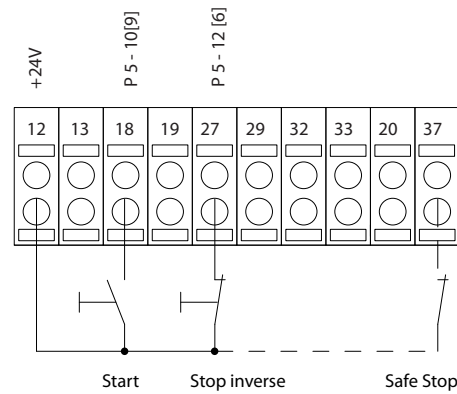 +24V
P 5 - 10[9]
P 5 - 12 [6]
12 13 18 19 27 29 32 33 20 37
Start Stop inverse Safe Stop